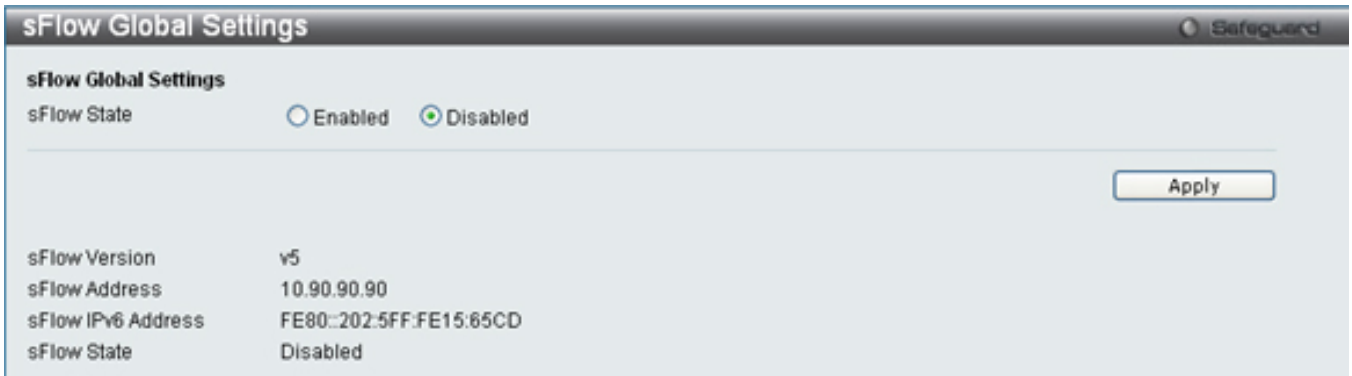 sFlow Global Settings
Safeguard
sFlow Global Settings
sFlow State Enabled Disabled
Apply
sFlow Version v5
sFlow Address 10.90.90.90
sFlow IPv6 Address FE80::202:5FF:FE15:65CD
sFlow State Disabled